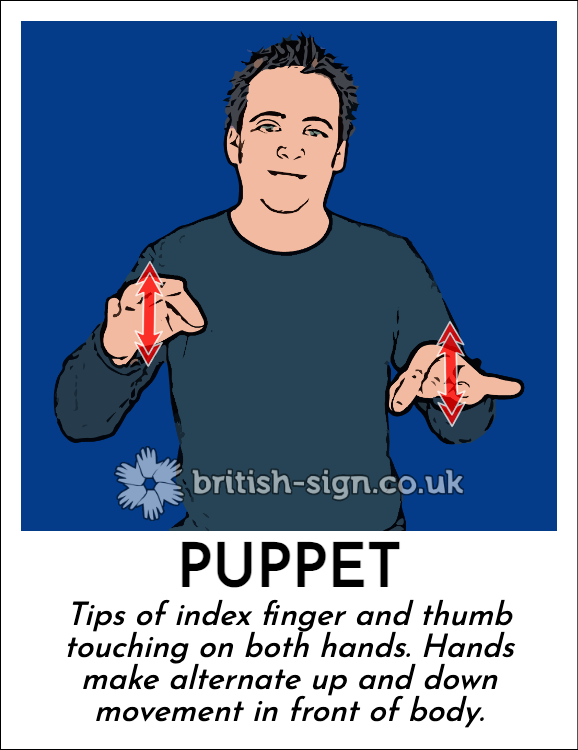 british-sign.co.uk
PUPPET
Tips of index finger and thumb
touching on both hands. Hands
make alternate up and down
movement in front of body.